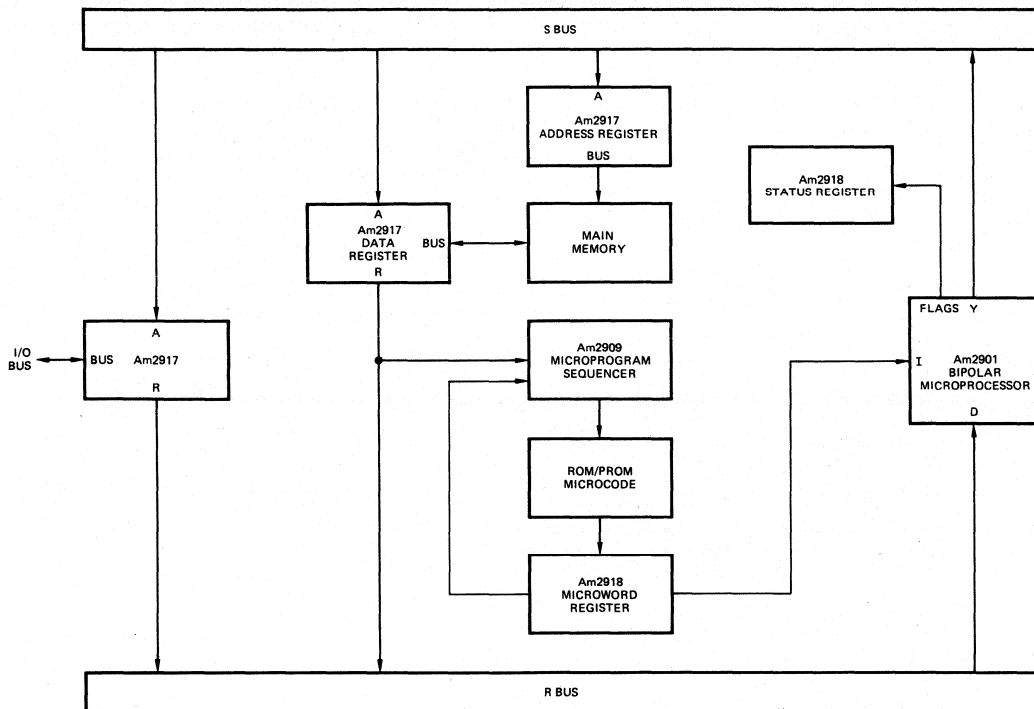 S BUS
A
Am2917
ADDRESS REGISTER
BUS
Am2918
STATUS REGISTER
A
Am2917
DATA
REGISTER
BUS
R
MAIN
MEMORY
I/O
BUS
A
BUS
Am2917
R
Am2909
MICROPROGRAM
SEQUENCER
FLAGS Y
I
Am2901
BIPOLAR
MICROPROCESSOR
D
ROM/PROM
MICROCODE
Am2918
MICROWORD
REGISTER
R BUS